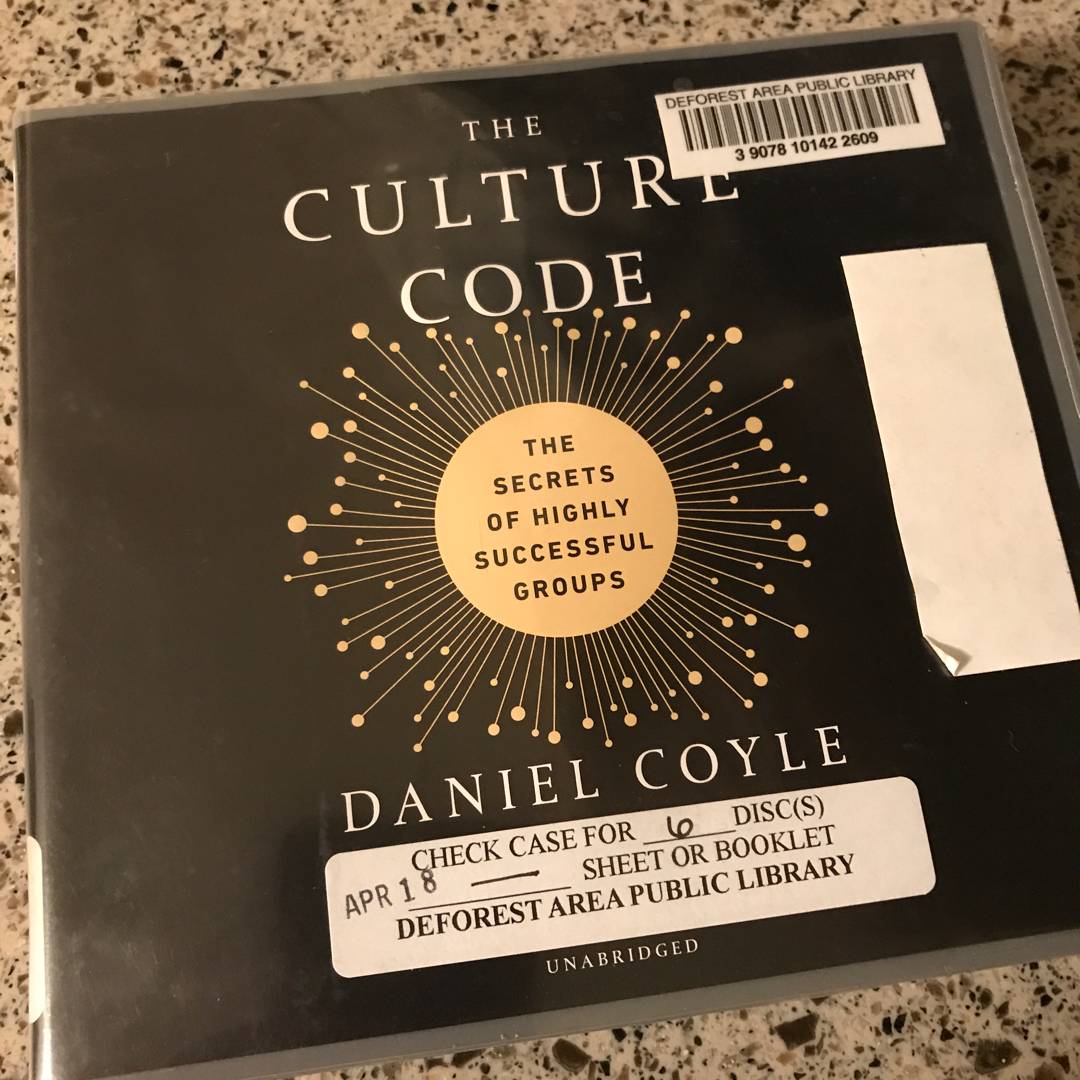 DEFOREST AREA PUBLIC LIBRARY
3 9078 10142 2609
THE
CULTURE
CODE
THE
SECRETS
OF HIGHLY
SUCCESSFUL
GROUPS
DANIEL COYLE
CHECK CASE FOR 6 DISC(S)
APR 18 — SHEET OR BOOKLET
DEFOREST AREA PUBLIC LIBRARY
UNABRIDGED